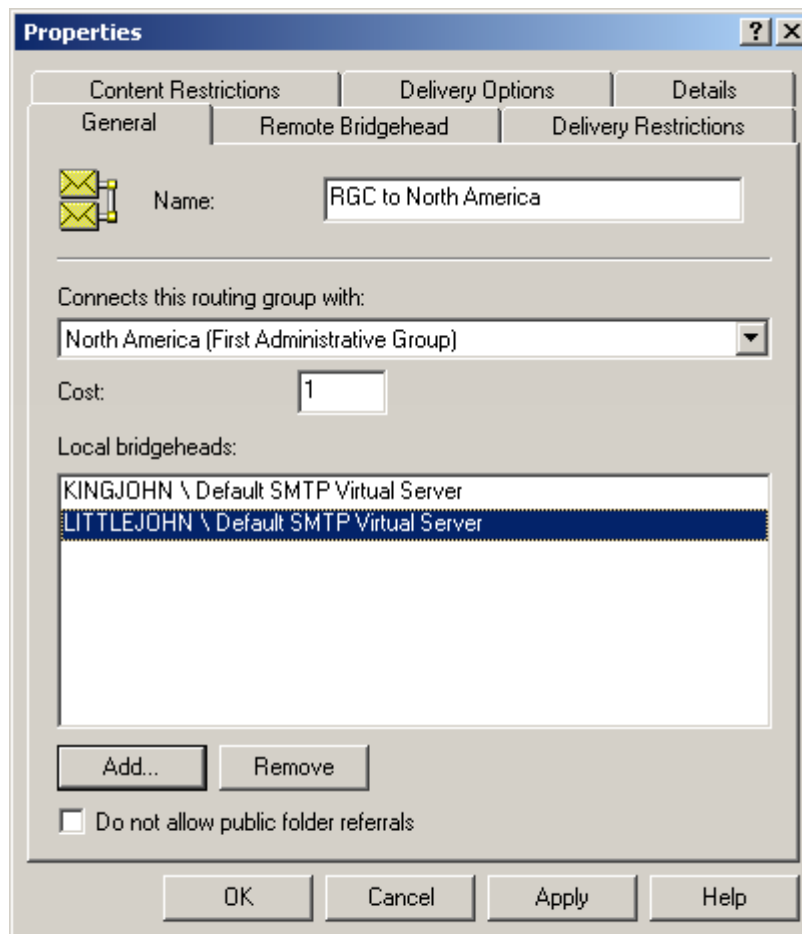 Properties
Content Restrictions Delivery Options Details
General Remote Bridgehead Delivery Restrictions
Name: RGC to North America
Connects this routing group with:
North America (First Administrative Group)
Cost: 1
Local bridgeheads:
KINGJOHN \ Default SMTP Virtual Server
LITTLEJOHN \ Default SMTP Virtual Server
Add... Remove
Do not allow public folder referrals
OK Cancel Apply Help